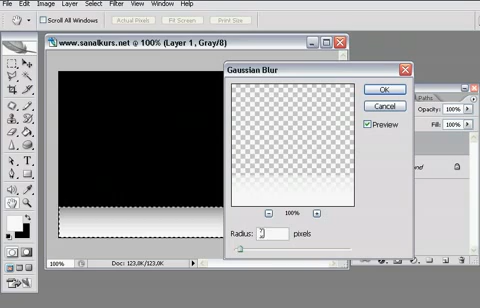 File Edit Image Layer Select Filter View Window Help
Scroll All Windows Actual Pixels Fit Screen Print Size
www.sanalkurs.net @ 100% (Layer 1, Gray/8)
Gaussian Blur
OK
Cancel
Preview
Paths
Opacity: 100%
Fill: 100%
100%
Radius: pixels
100% Doc: 123,8K/123,0K